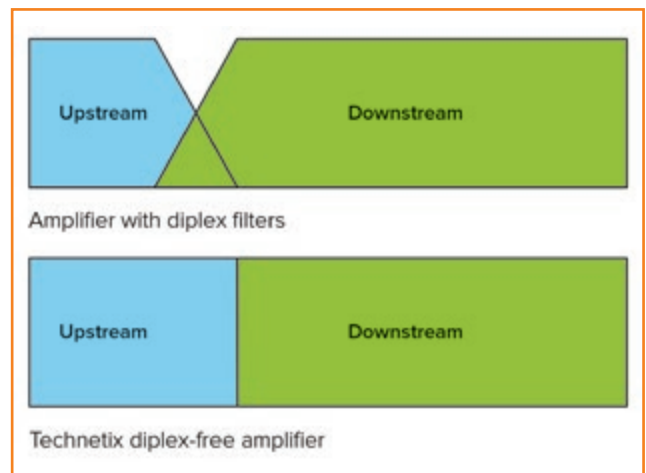 Upstream
Downstream
Amplifier with diplex filters
Upstream
Downstream
Technetix diplex-free amplifier